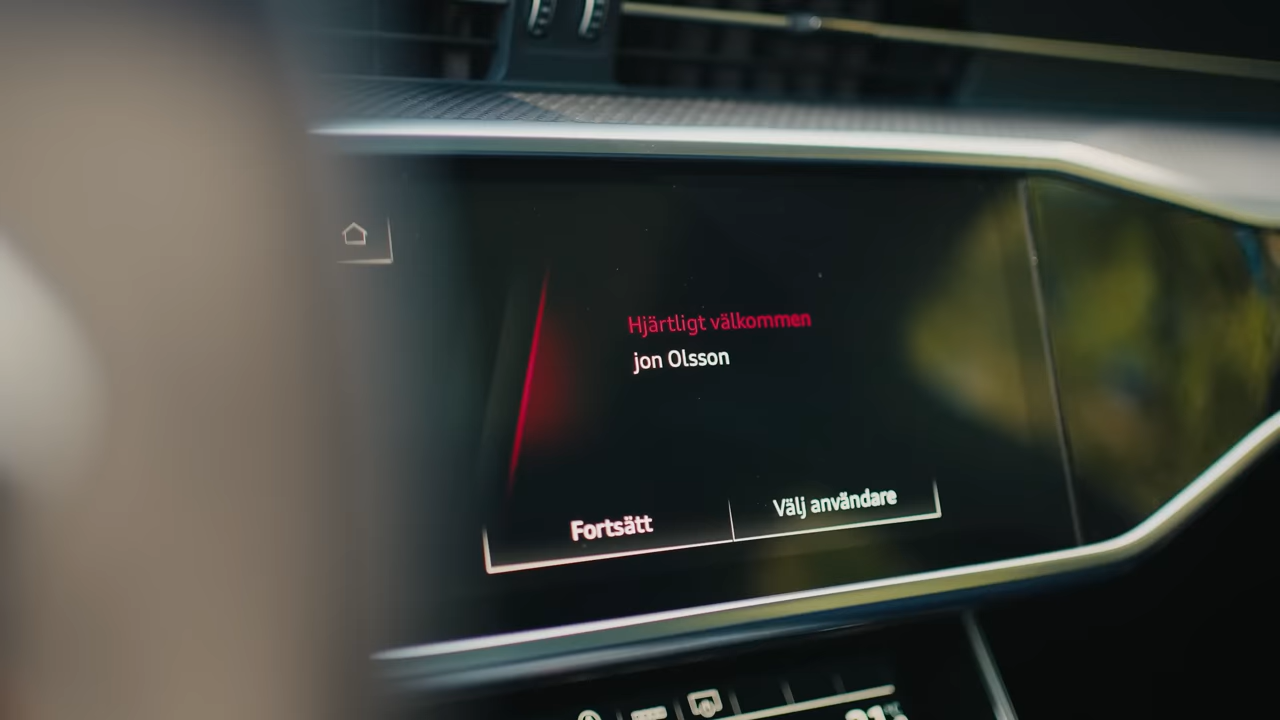 Hjärtligt välkommen
jon Olsson
Fortsätt
Välj användare